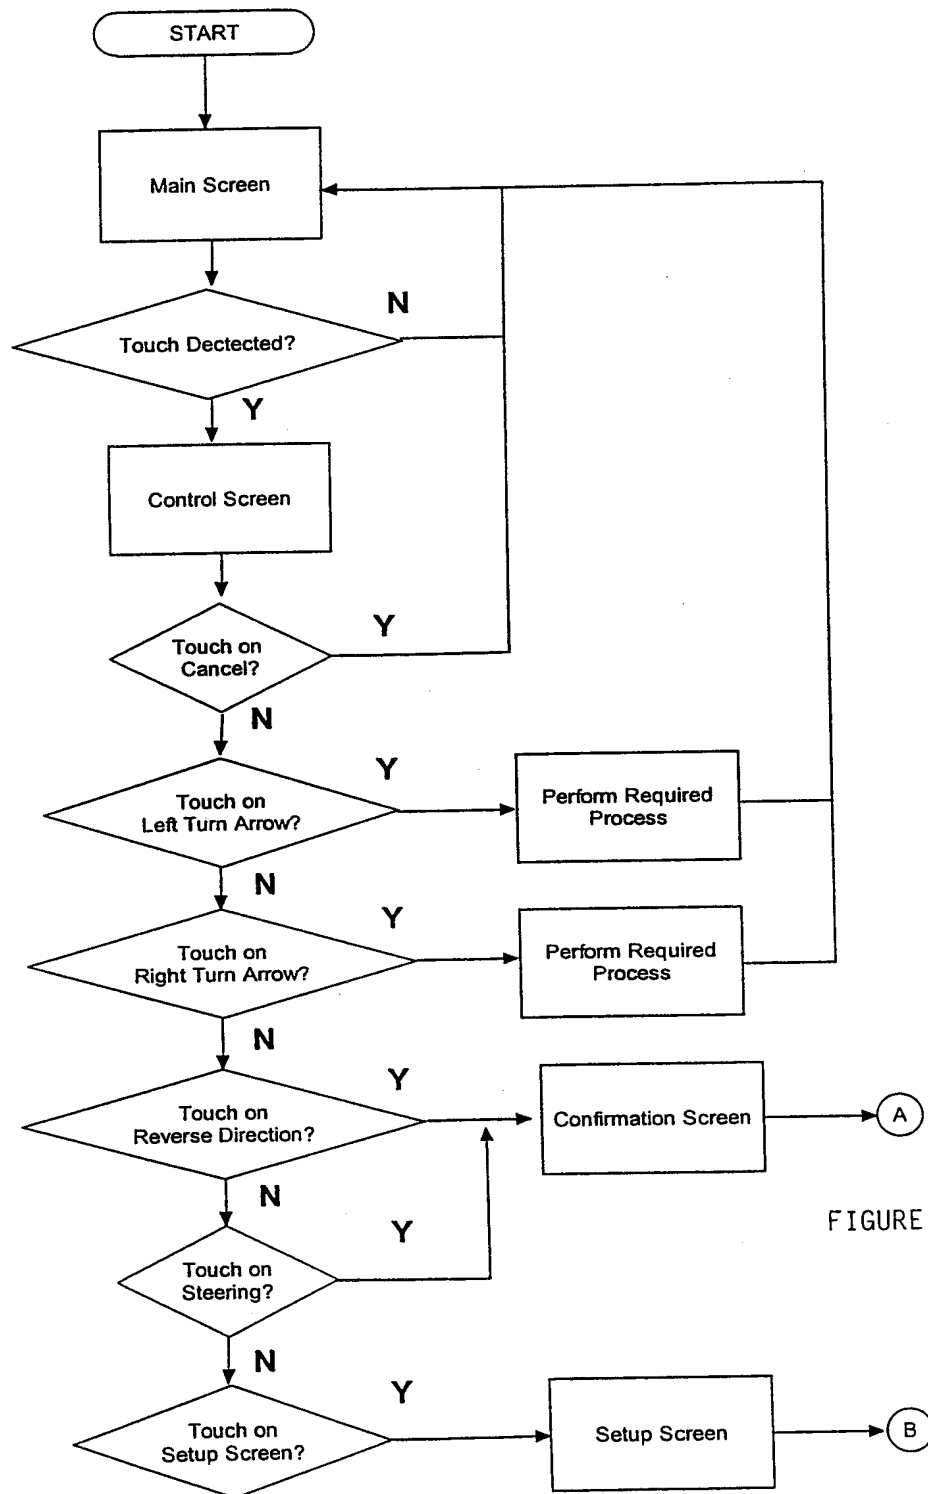 START
Main Screen
N
Touch Dectected?
Y
Control Screen
Y
Touch on
Cancel?
N
Y
Touch on
Left Turn Arrow?
Perform Required
Process
N
Y
Touch on
Right Turn Arrow?
Perform Required
Process
N
Y
Touch on
Reverse Direction?
Confirmation Screen
A
N
FIGURE
Y
Touch on
Steering?
N
Y
Touch on
Setup Screen?
Setup Screen
B